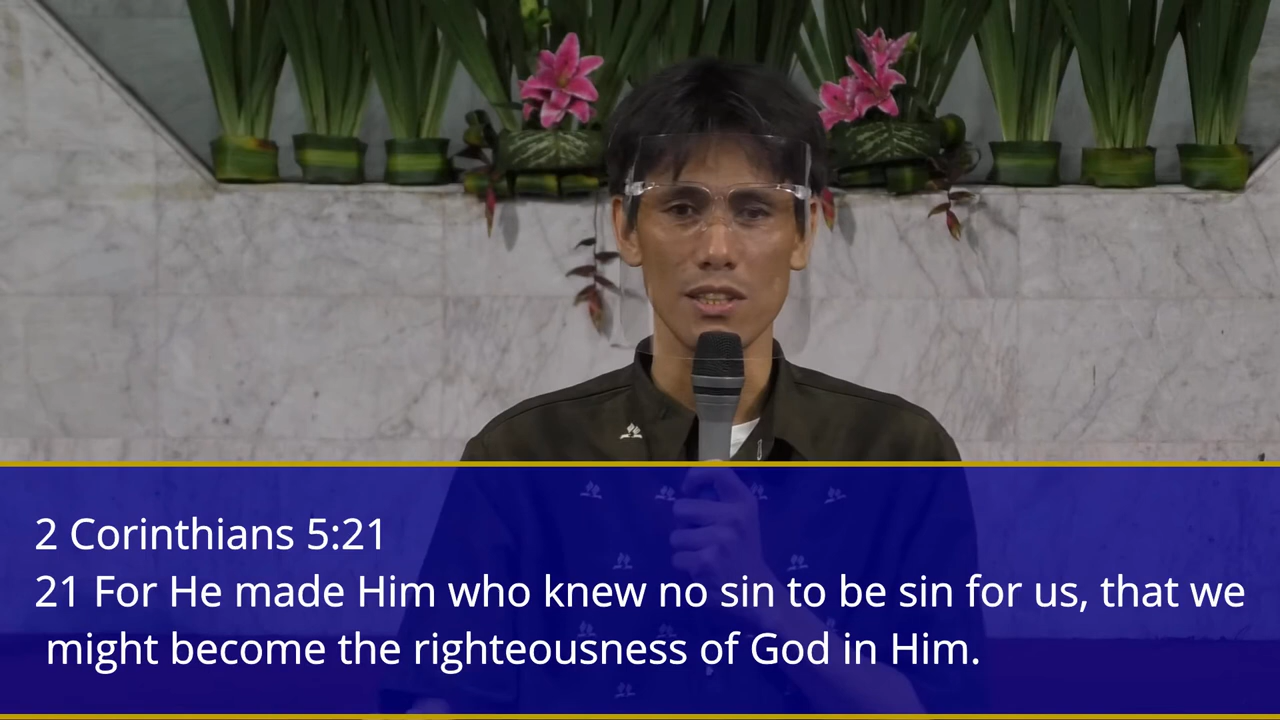 2 Corinthians 5:21
21 For He made Him who knew no sin to be sin for us, that we
might become the righteousness of God in Him.